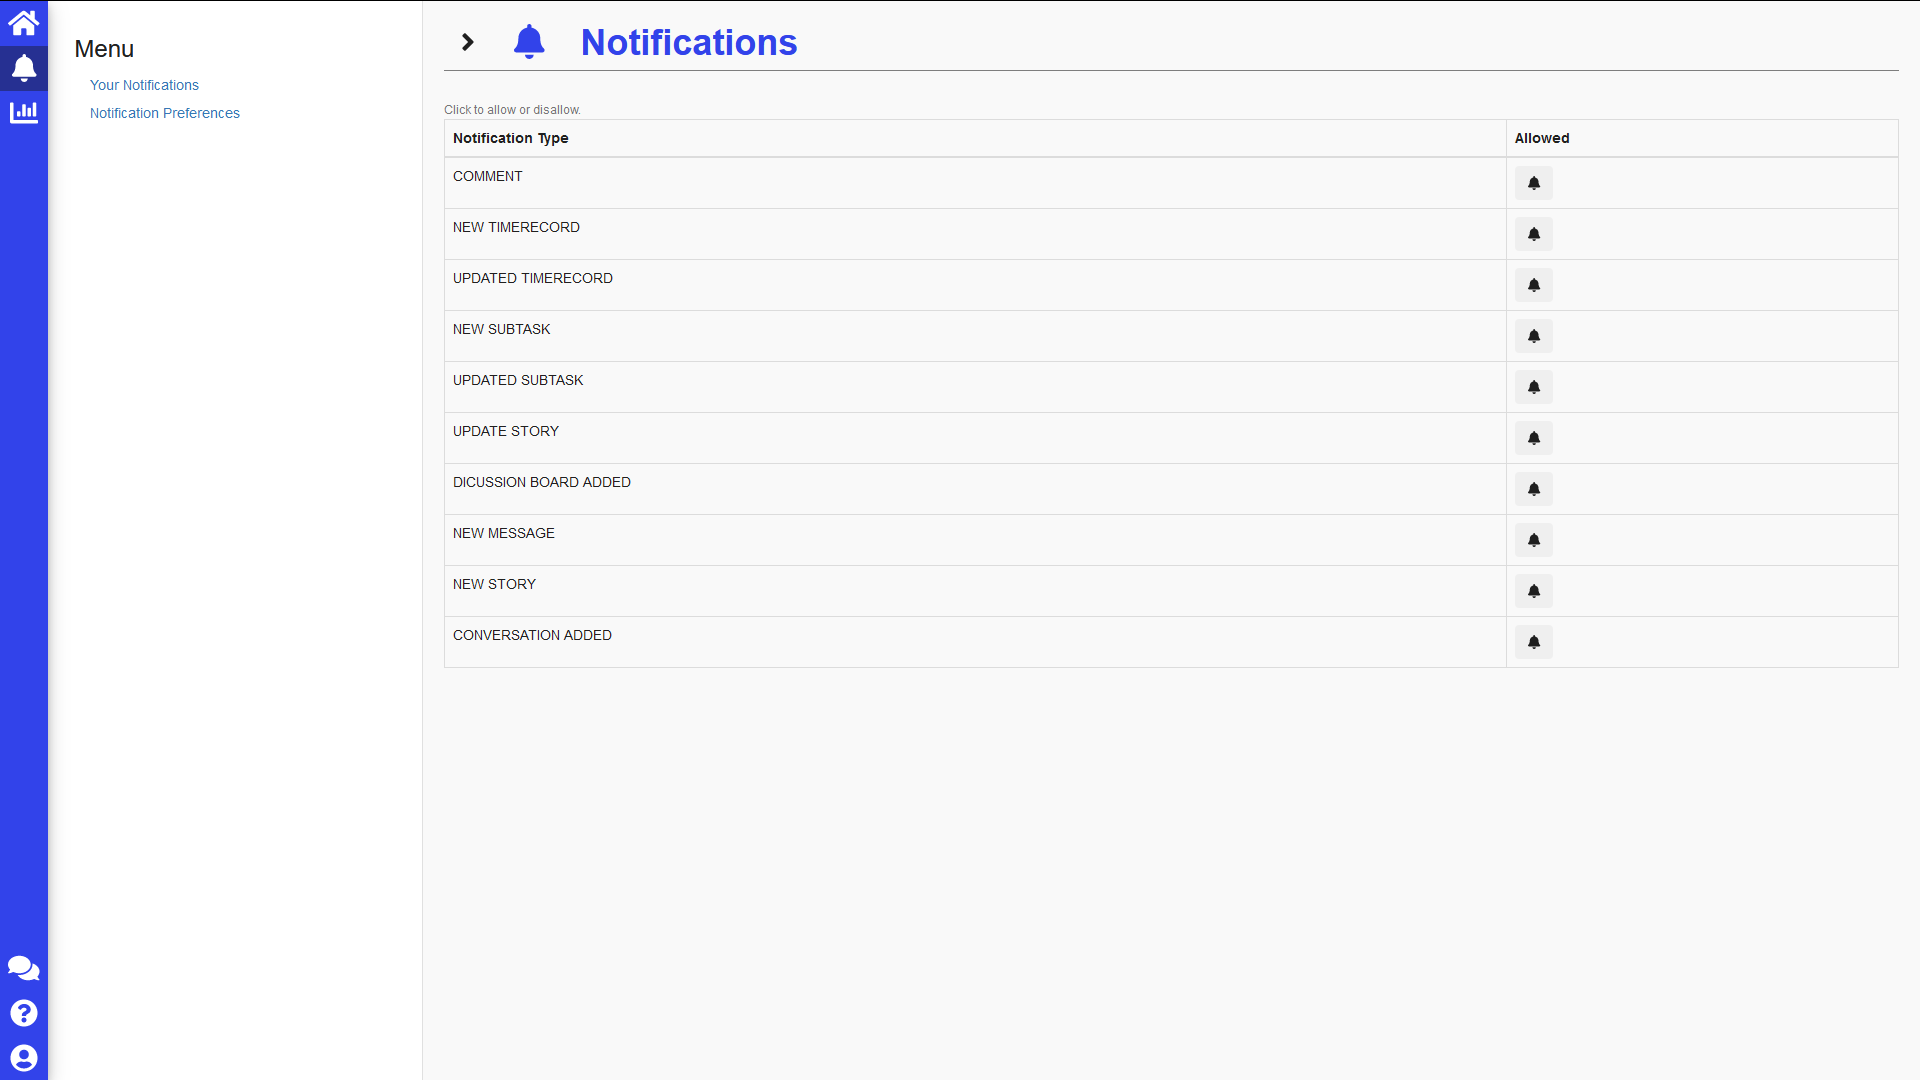 Menu
Your Notifications
Notification Preferences
Notifications
Click to allow or disallow.
Notification Type Allowed
COMMENT
NEW TIMERECORD
UPDATED TIMERECORD
NEW SUBTASK
UPDATED SUBTASK
UPDATE STORY
DICUSSION BOARD ADDED
NEW MESSAGE
NEW STORY
CONVERSATION ADDED